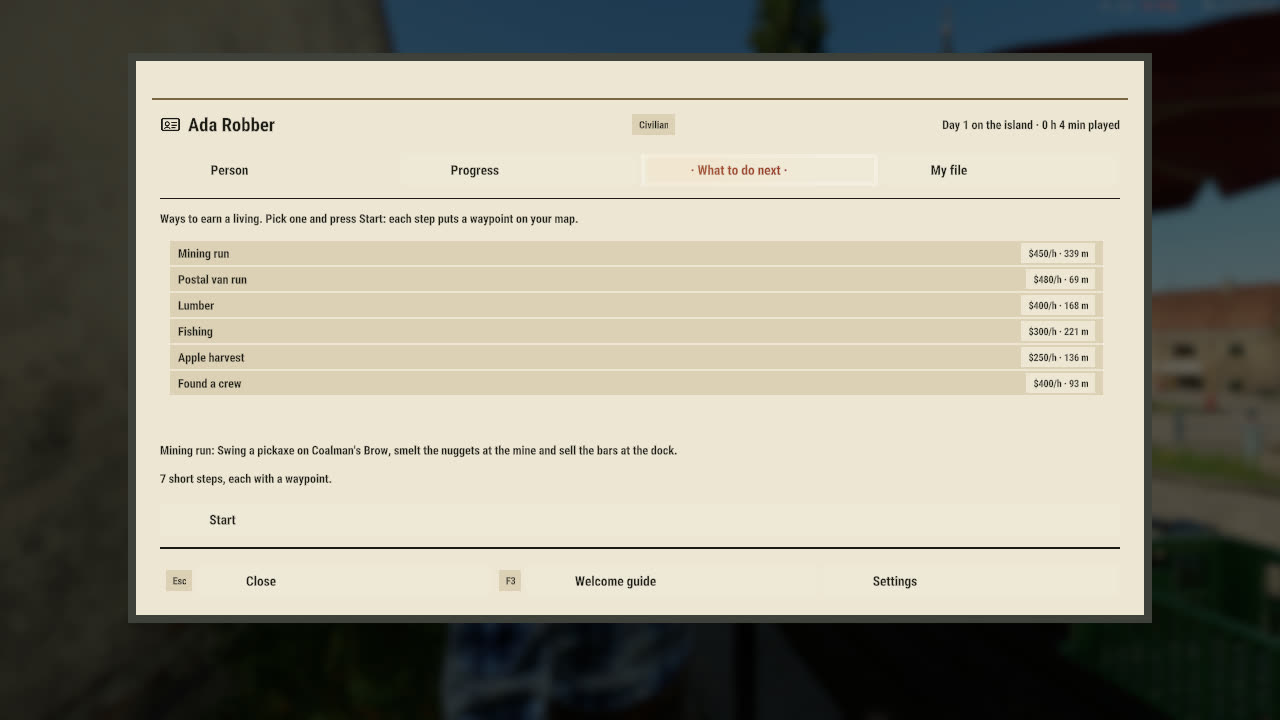 Ada Robber
Civilian
Day 1 on the island · 0 h 4 min played
Person
Progress
· What to do next ·
My file
Ways to earn a living. Pick one and press Start: each step puts a waypoint on your map.
Mining run $450/h · 339 m
Postal van run $480/h · 69 m
Lumber $400/h · 168 m
Fishing $300/h · 221 m
Apple harvest $250/h · 136 m
Found a crew $400/h · 93 m
Mining run: Swing a pickaxe on Coalman's Brow, smelt the nuggets at the mine and sell the bars at the dock.
7 short steps, each with a waypoint.
Start
Esc Close
F3 Welcome guide
Settings